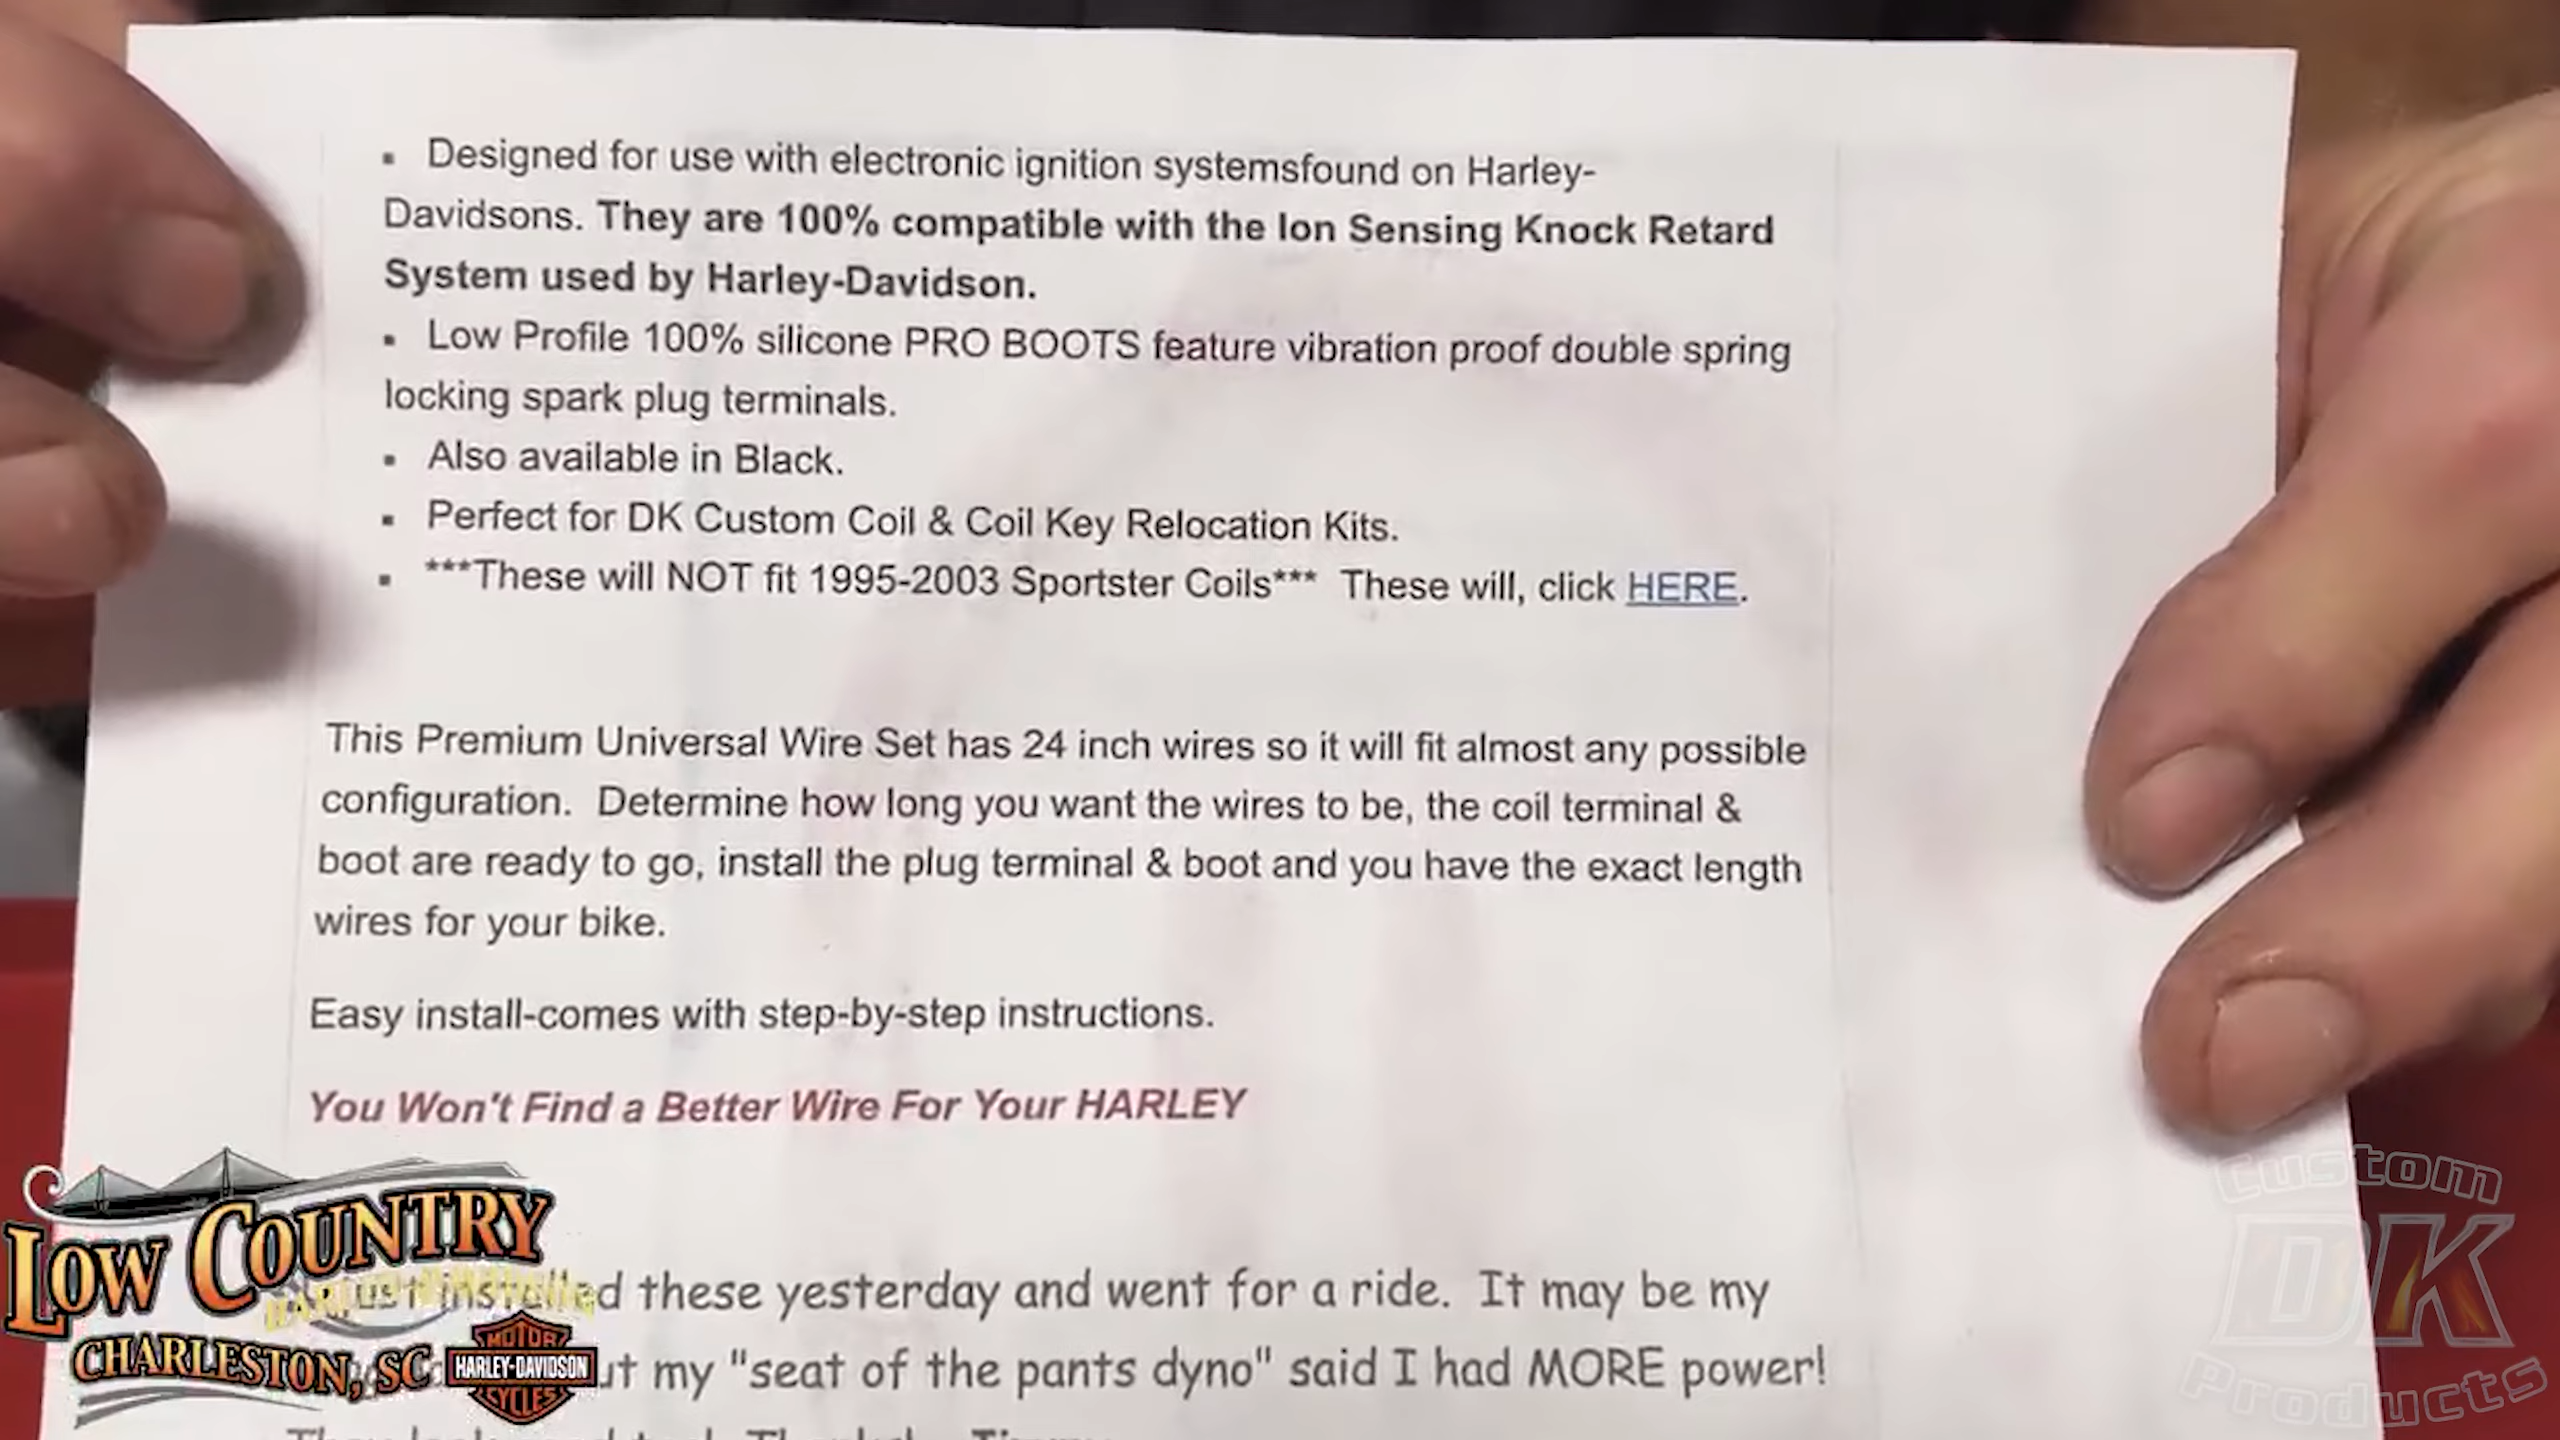 ▪ Designed for use with electronic ignition systemsfound on Harley-
Davidsons. They are 100% compatible with the Ion Sensing Knock Retard
System used by Harley-Davidson.
▪ Low Profile 100% silicone PRO BOOTS feature vibration proof double spring
locking spark plug terminals.
▪ Also available in Black.
▪ Perfect for DK Custom Coil & Coil Key Relocation Kits.
▪ ***These will NOT fit 1995-2003 Sportster Coils*** These will, click HERE.
This Premium Universal Wire Set has 24 inch wires so it will fit almost any possible
configuration. Determine how long you want the wires to be, the coil terminal &
boot are ready to go, install the plug terminal & boot and you have the exact length
wires for your bike.
Easy install-comes with step-by-step instructions.
You Won't Find a Better Wire For Your HARLEY
these yesterday and went for a ride. It may be my
my "seat of the pants dyno" said I had MORE power!
LOW COUNTRY
CHARLESTON, SC
MOTOR
HARLEY-DAVIDSON
CYCLES
Custom
DK
Products